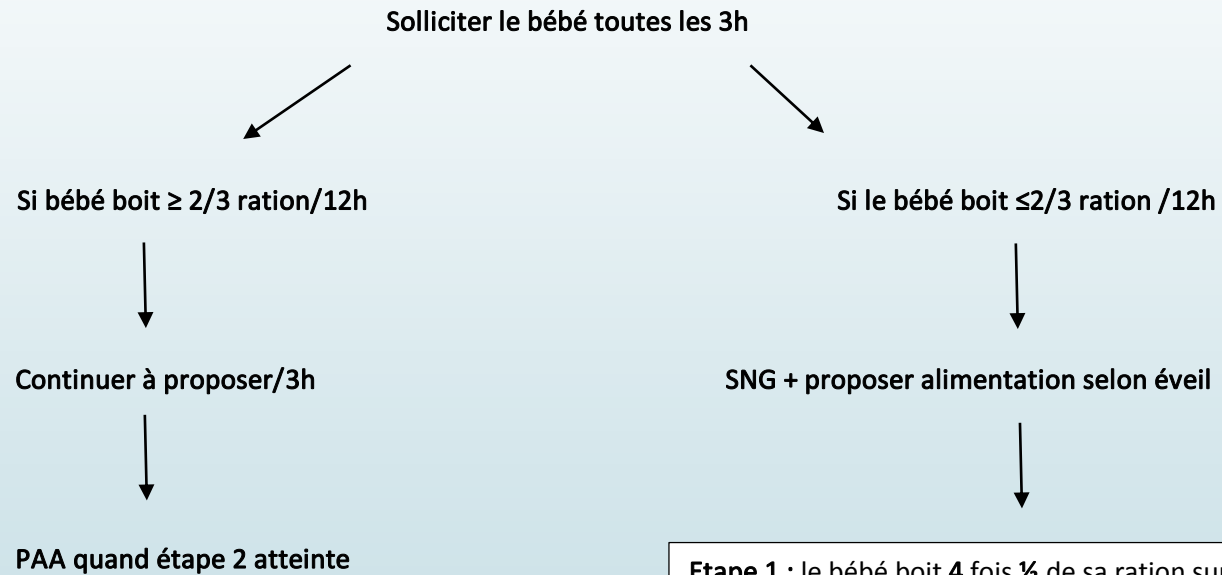 Solliciter le bébé toutes les 3h
Si bébé boit ≥ 2/3 ration/12h
Si le bébé boit ≤2/3 ration /12h
Continuer à proposer/3h
SNG + proposer alimentation selon éveil
PAA quand étape 2 atteinte
Etape 1 : le bébé boit 4 fois ½ de sa ration sur